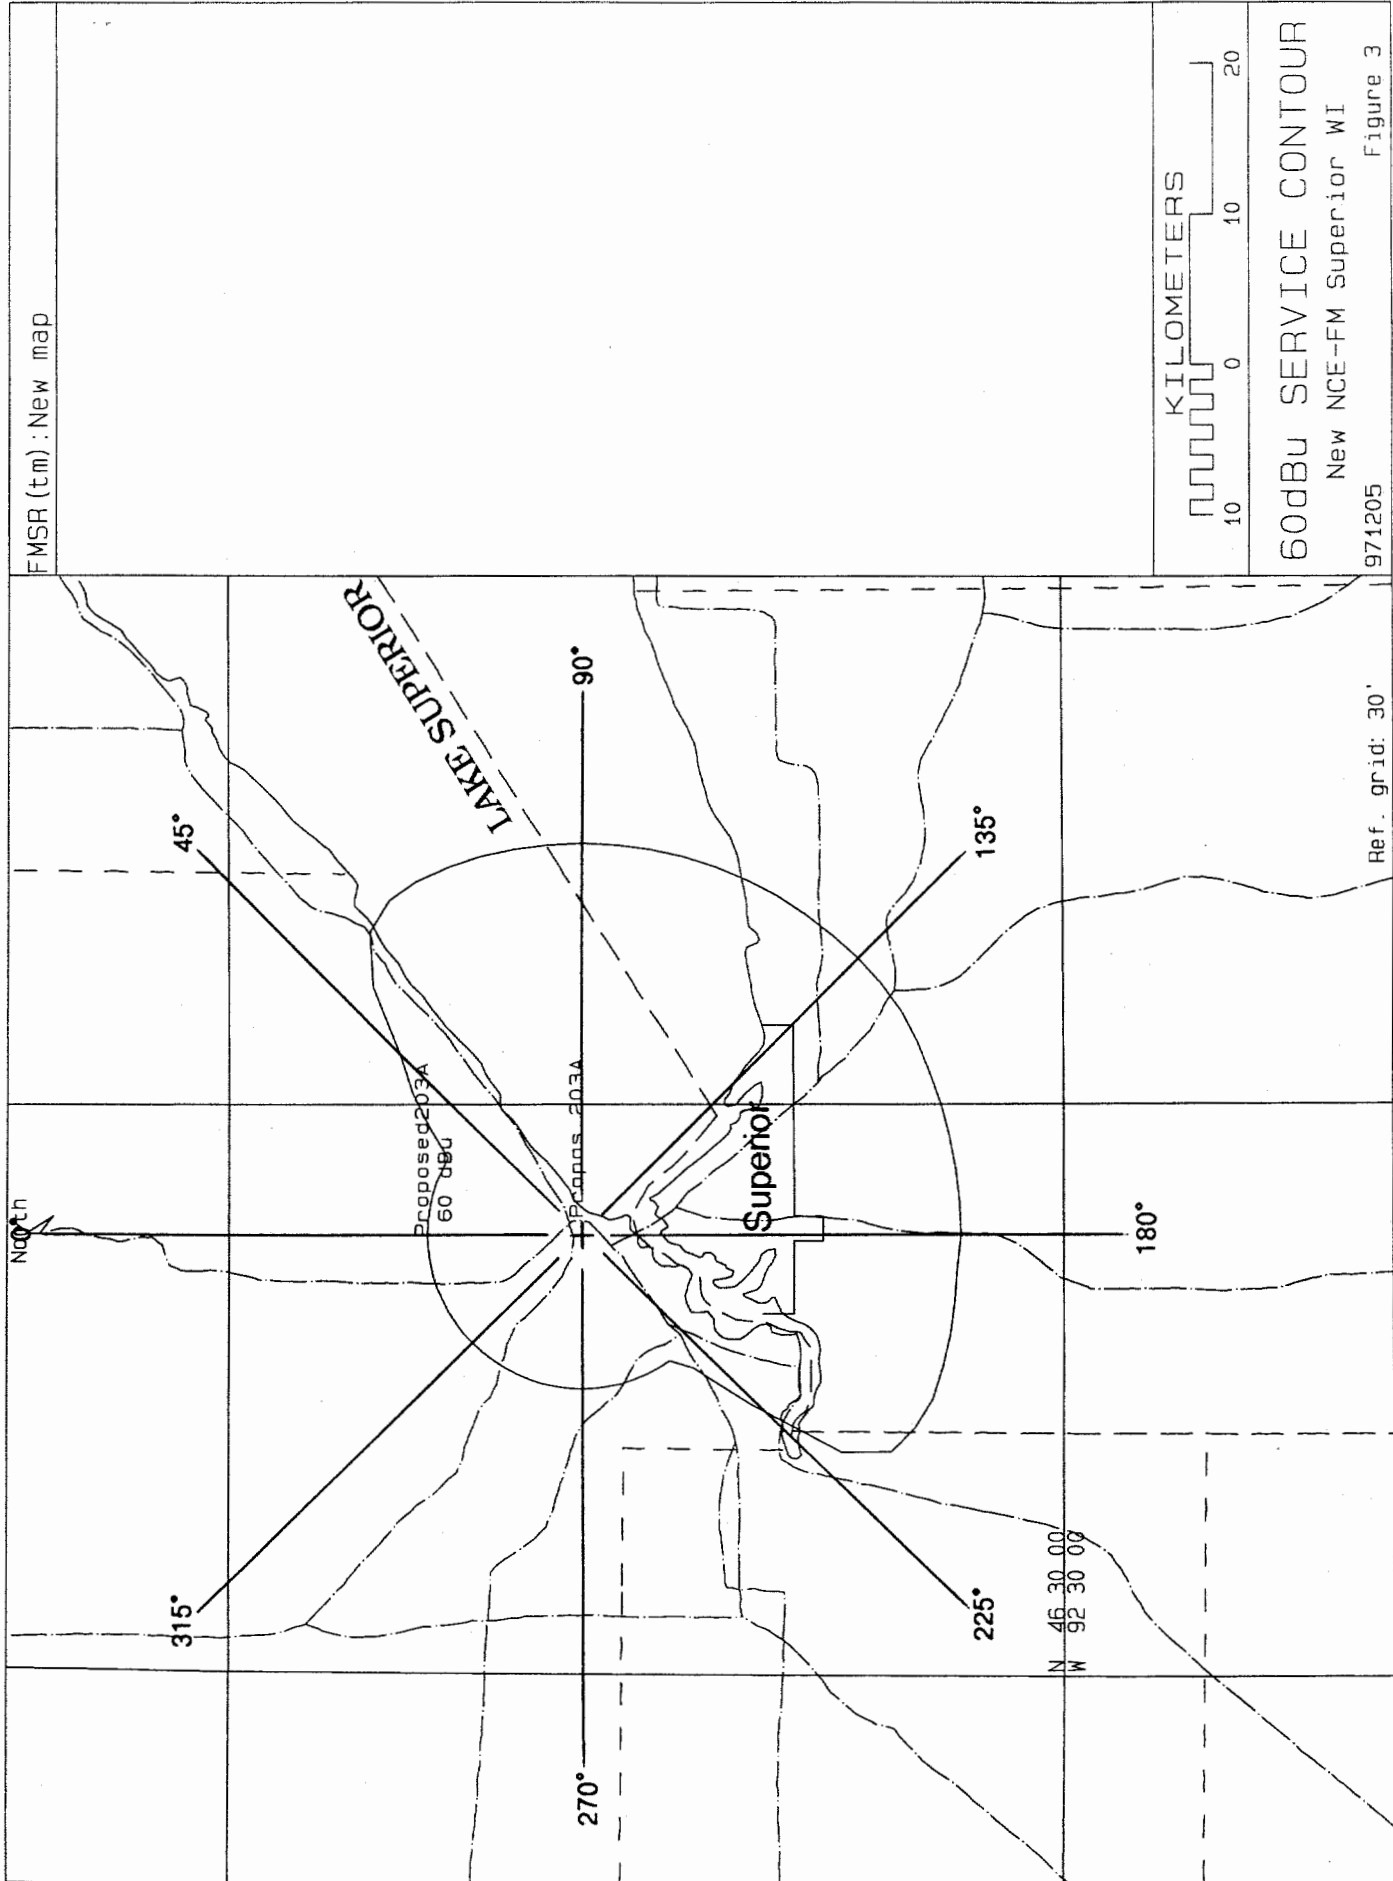 FMSR (tm) : New map
North
0°
45°
LAKE SUPERIOR
90°
Proposed203A
60 dBu
Propos 203A
315°
270°
Superior
135°
225°
180°
N 46 30 00
W 92 30 00
Ref. grid: 30'
KILOMETERS
10 0 10 20
60dBu SERVICE CONTOUR
New NCE-FM Superior WI
971205 Figure 3